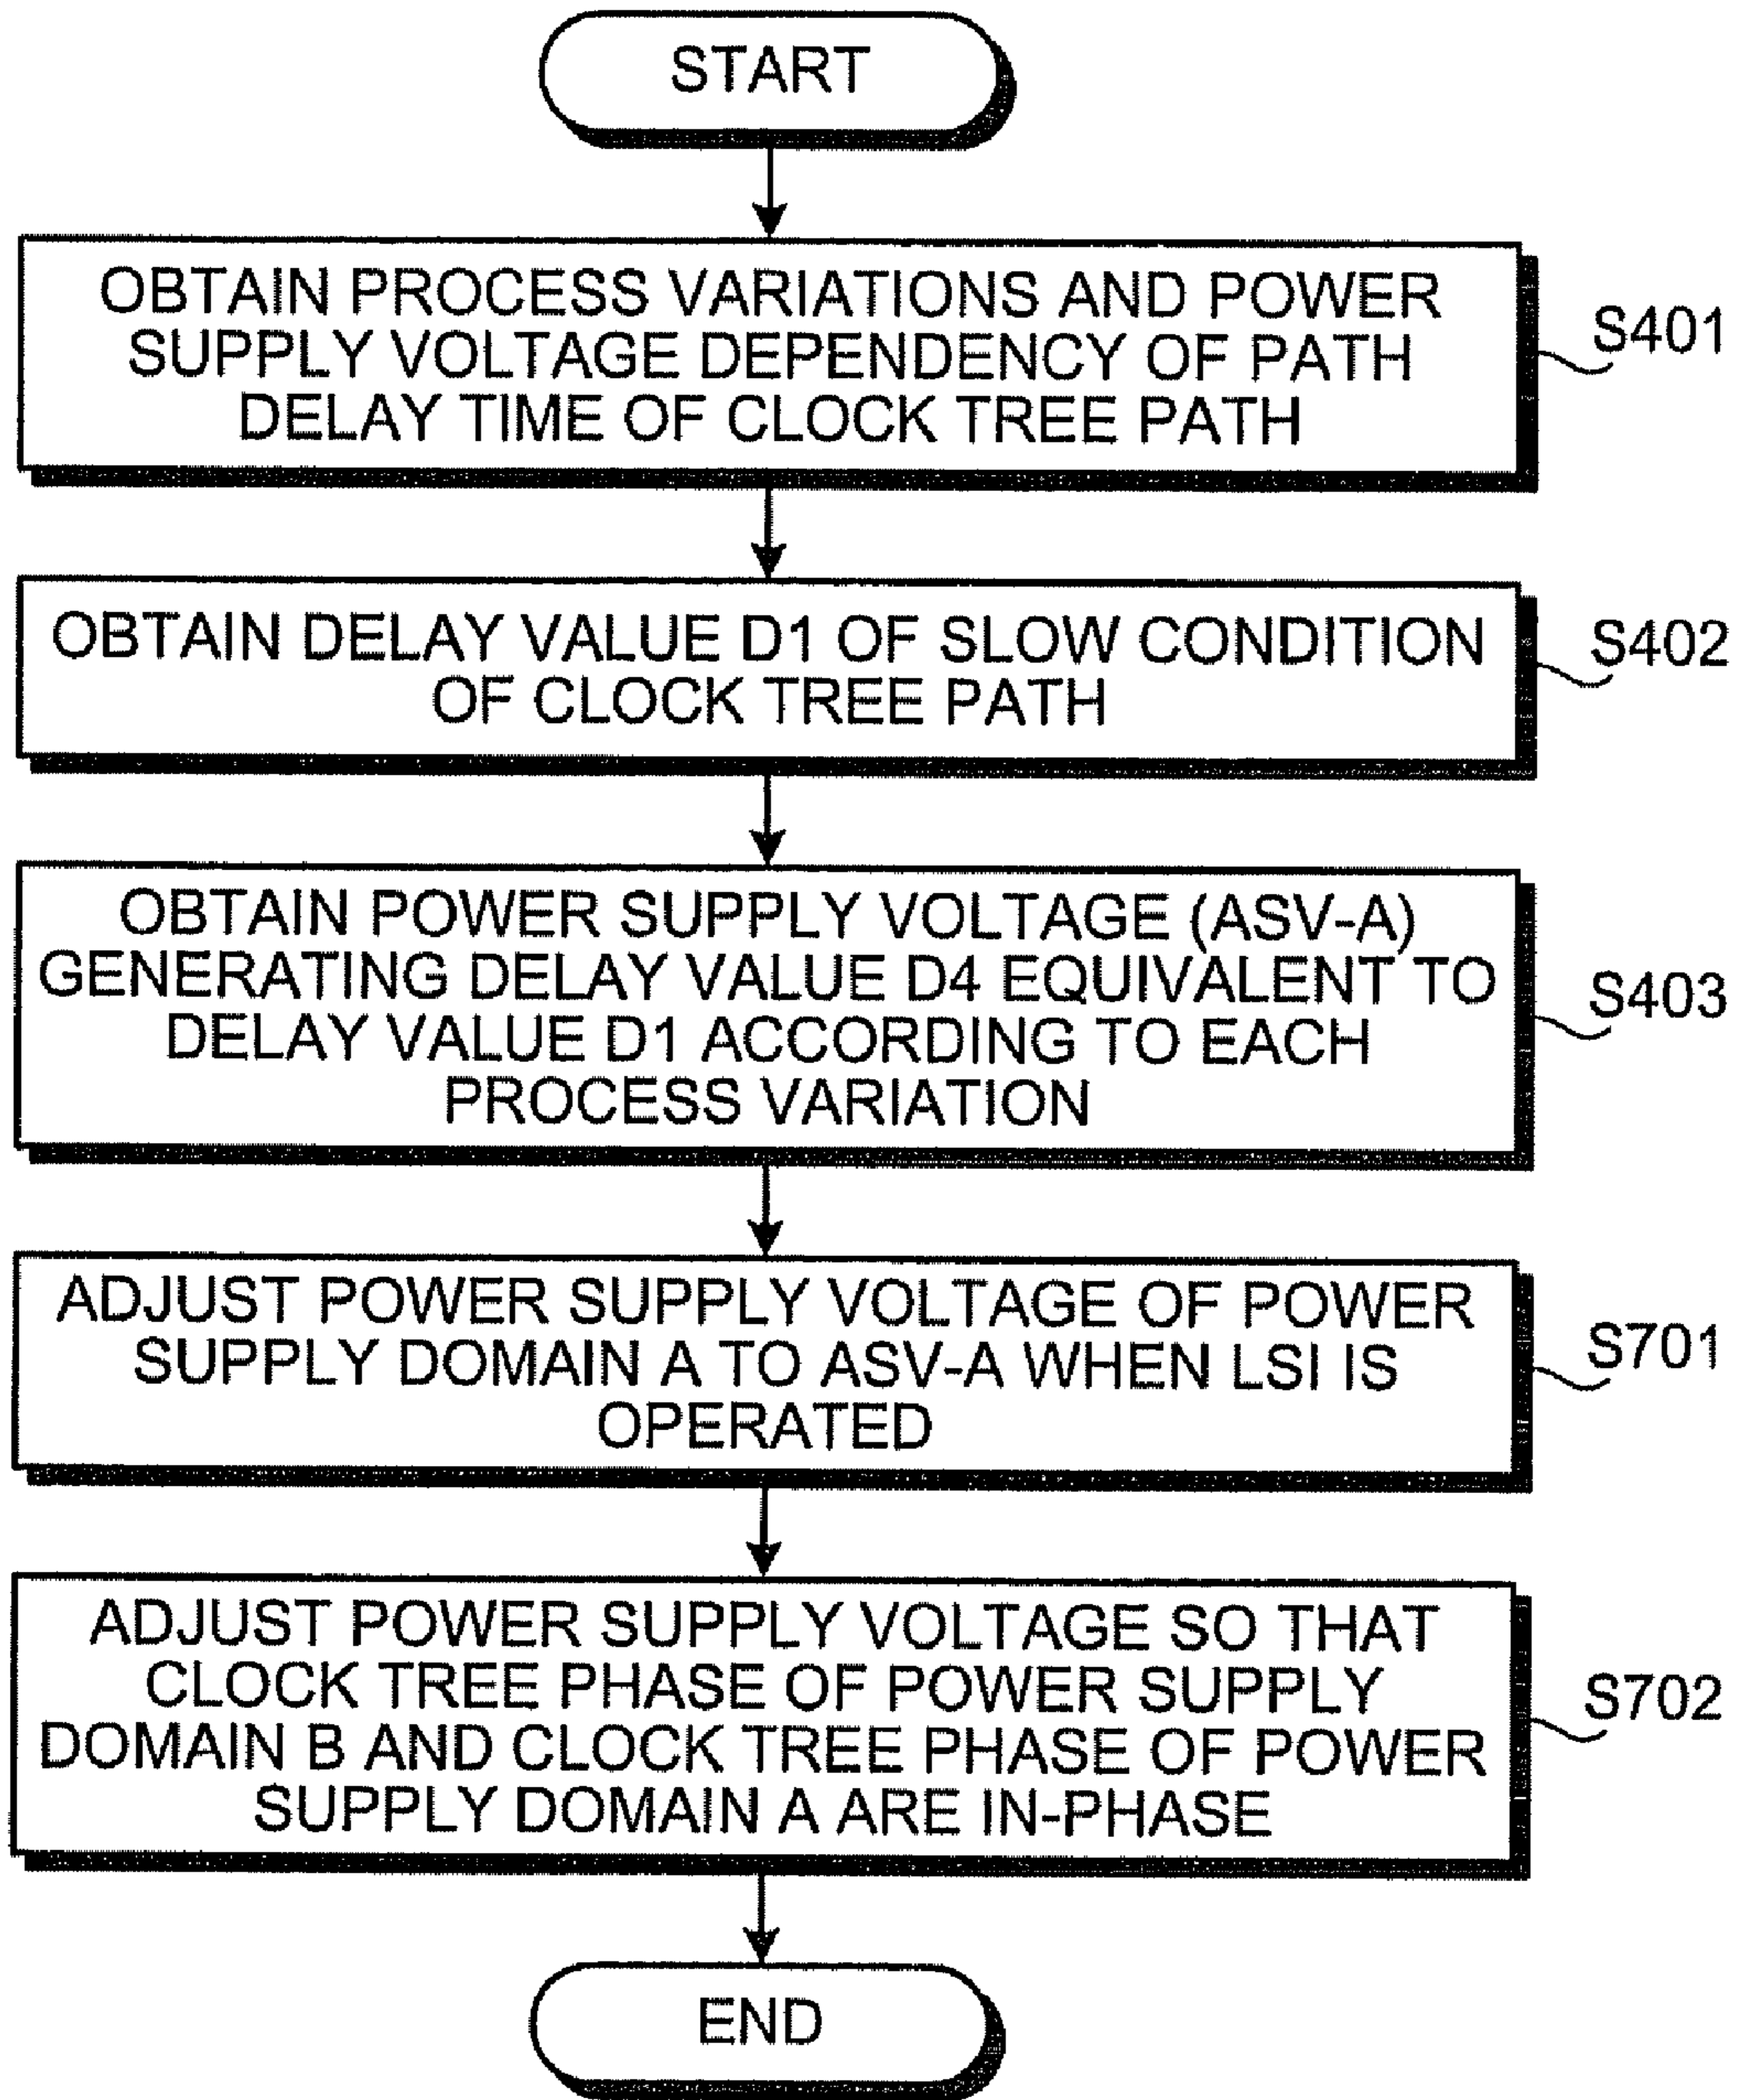 START
OBTAIN PROCESS VARIATIONS AND POWER
SUPPLY VOLTAGE DEPENDENCY OF PATH
DELAY TIME OF CLOCK TREE PATH
S401
OBTAIN DELAY VALUE D1 OF SLOW CONDITION
OF CLOCK TREE PATH
S402
OBTAIN POWER SUPPLY VOLTAGE (ASV-A)
GENERATING DELAY VALUE D4 EQUIVALENT TO
DELAY VALUE D1 ACCORDING TO EACH
PROCESS VARIATION
S403
ADJUST POWER SUPPLY VOLTAGE OF POWER
SUPPLY DOMAIN A TO ASV-A WHEN LSI IS
OPERATED
S701
ADJUST POWER SUPPLY VOLTAGE SO THAT
CLOCK TREE PHASE OF POWER SUPPLY
DOMAIN B AND CLOCK TREE PHASE OF POWER
SUPPLY DOMAIN A ARE IN-PHASE
S702
END